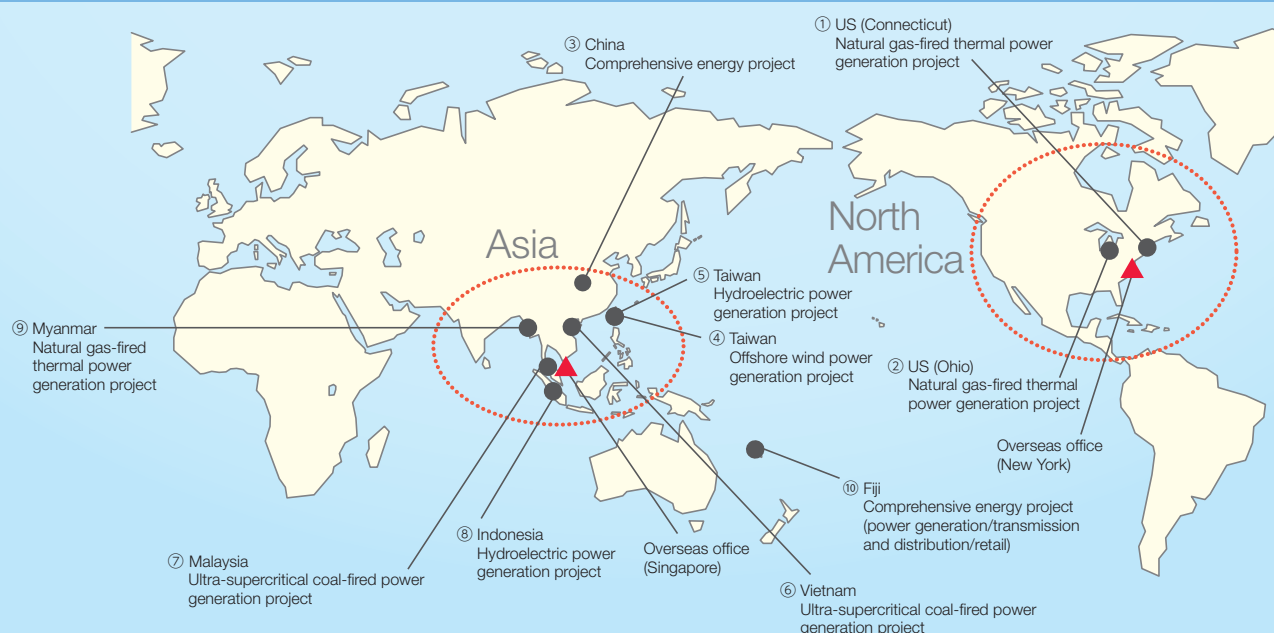 ① US (Connecticut)
Natural gas-fired thermal power
generation project
③ China
Comprehensive energy project
Asia
North
America
⑤ Taiwan
Hydroelectric power
generation project
④ Taiwan
Offshore wind power
generation project
⑨ Myanmar
Natural gas-fired
thermal power
generation project
② US (Ohio)
Natural gas-fired thermal
power generation project
Overseas office
(New York)
⑩ Fiji
Comprehensive energy project
(power generation/transmission
and distribution/retail)
⑧ Indonesia
Hydroelectric power
generation project
Overseas office
(Singapore)
⑦ Malaysia
Ultra-supercritical coal-fired power
generation project
⑥ Vietnam
Ultra-supercritical coal-fired power
generation project